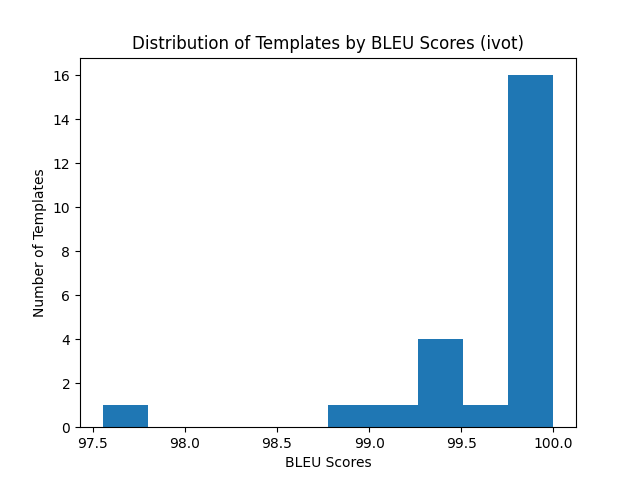 Distribution of Templates by BLEU Scores (ivot)
Number of Templates
16
14
12
10
8
6
4
2
0
97.5 98.0 98.5 99.0 99.5 100.0
BLEU Scores